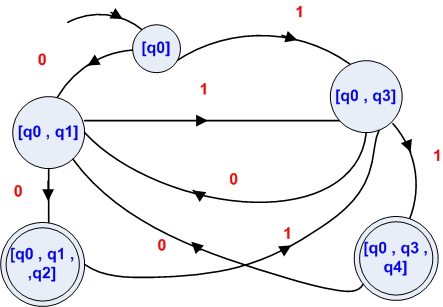 1
[q0]
0
1
[q0 , q3]
[q0 , q1]
1
0
0
1
0
[q0 , q1 ,
,q2]
[q0 , q3 ,
q4]